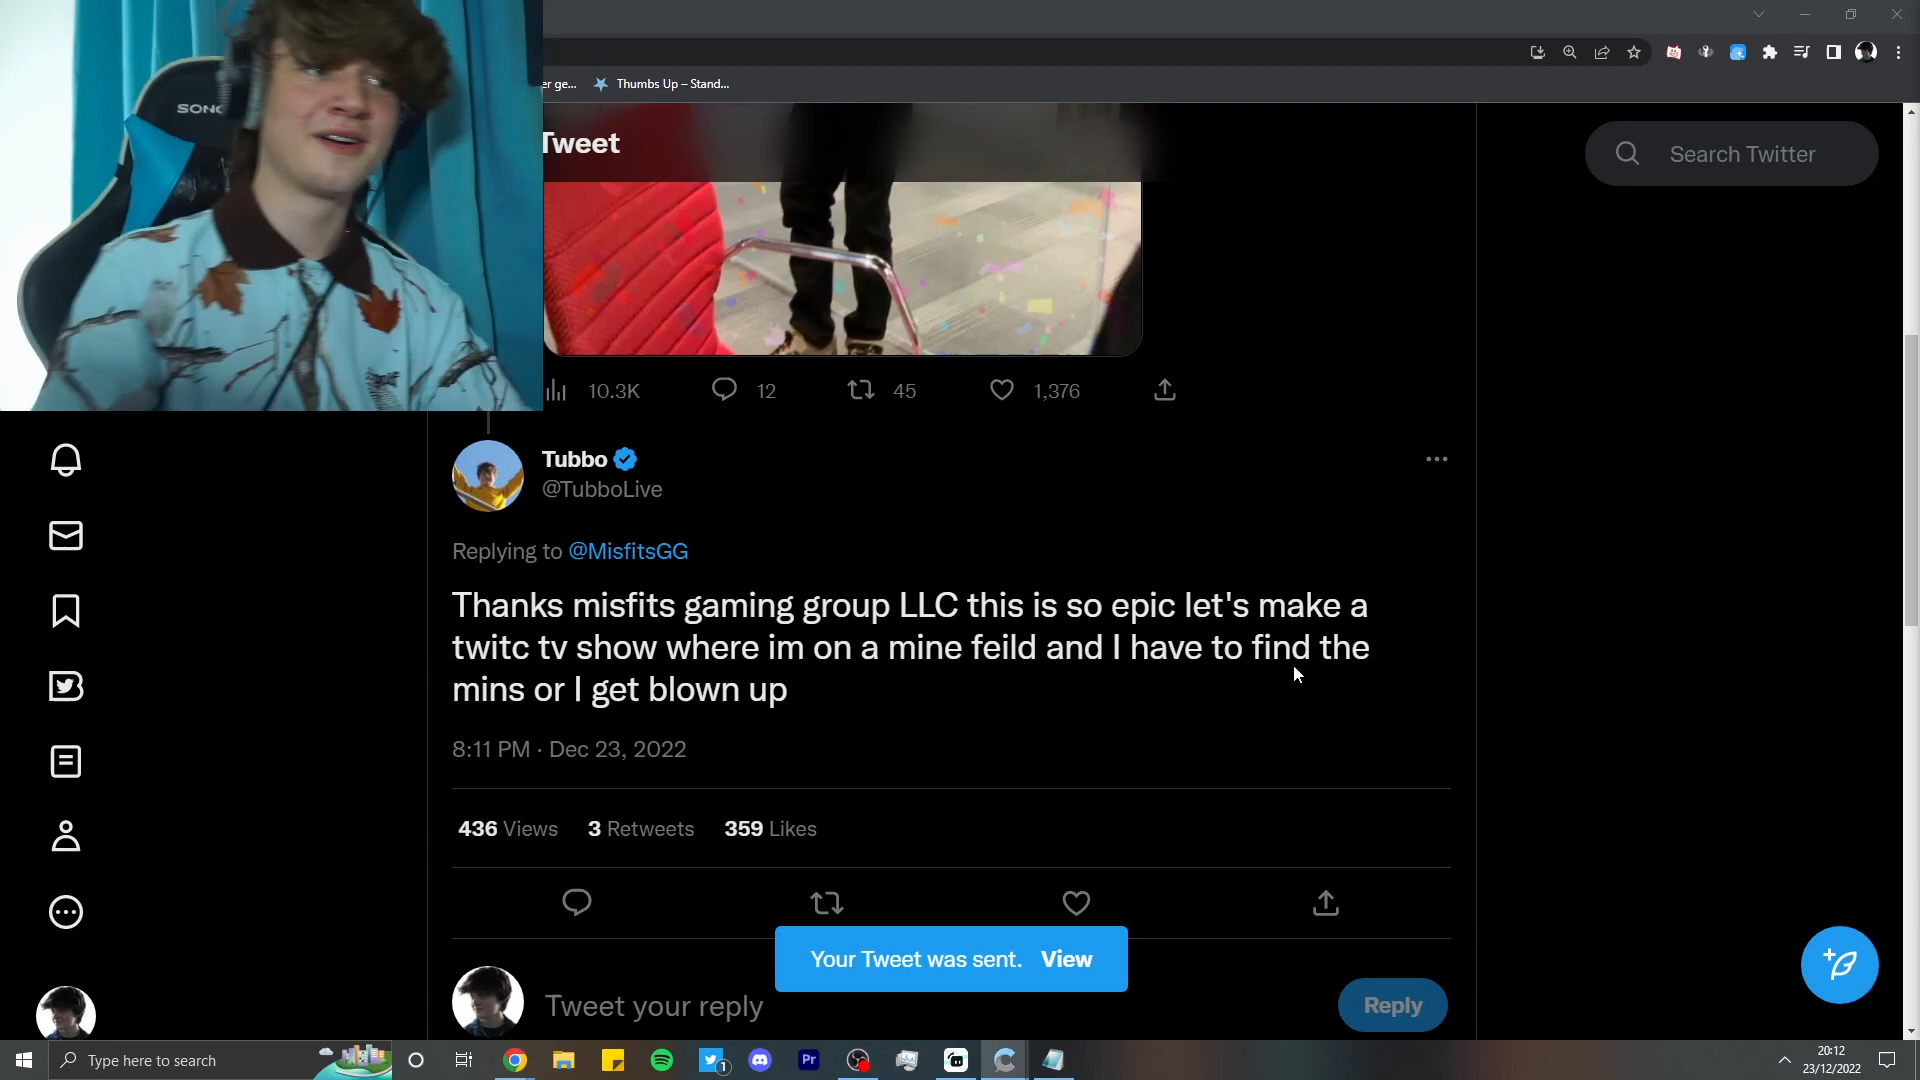 SONG
er ge...
Thumbs Up – Stand...
Tweet
Search Twitter
10.3K
12
45
1,376
Tubbo
@TubboLive
Replying to @MisfitsGG
Thanks misfits gaming group LLC this is so epic let's make a
twitc tv show where im on a mine feild and I have to find the
mins or I get blown up
8:11 PM · Dec 23, 2022
436 Views 3 Retweets 359 Likes
Your Tweet was sent. View
Tweet your reply
Reply
Type here to search
1
Pr
20:12
23/12/2022